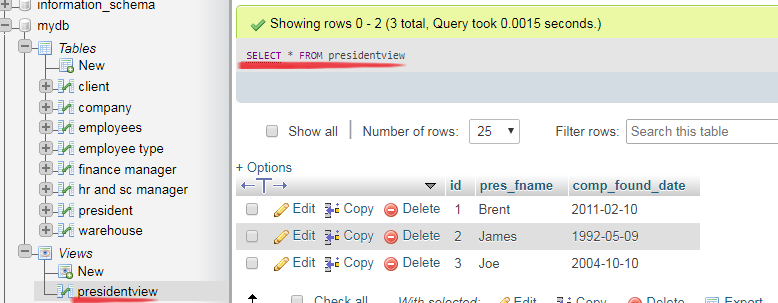 information_schema
mydb
Tables
New
client
company
employees
employee type
finance manager
hr and sc manager
president
warehouse
Views
New
presidentview
Showing rows 0 - 2 (3 total, Query took 0.0015 seconds.)
SELECT * FROM presidentview
Show all | Number of rows: 25 Filter rows: Search this table
+ Options
←T→ id pres_fname comp_found_date
Edit Copy Delete 1 Brent 2011-02-10
Edit Copy Delete 2 James 1992-05-09
Edit Copy Delete 3 Joe 2004-10-10
Check all With selected: Edit Copy Delete Export